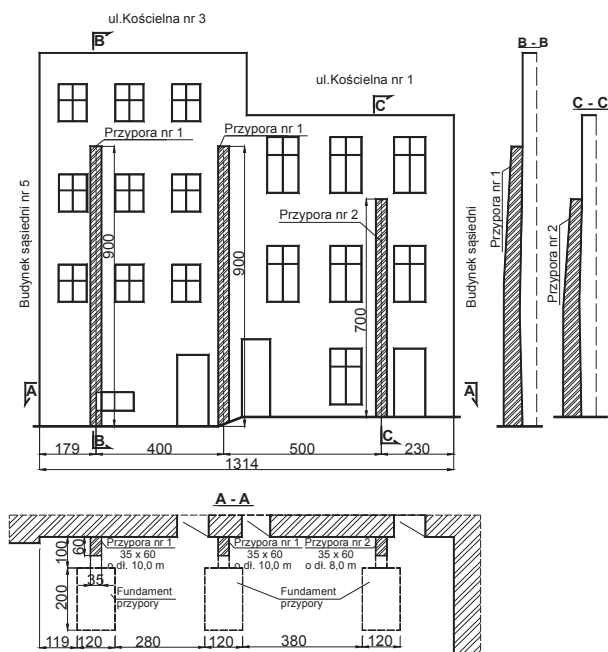 ul.Kościelna nr 3
B
B - B
ul.Kościelna nr 1
C
C - C
Przypora nr 1
Przypora nr 1
Przypora nr 1
Przypora nr 2
Przypora nr 2
Budynek sąsiedni nr 5
Budynek sąsiedni
900
900
700
A
A
B
C
179
400
500
230
1314
A - A
Przypora nr 1
35 x 60
o dł. 10,0 m
Przypora nr 1
35 x 60
o dł. 10,0 m
Przypora nr 2
35 x 60
o dł. 8,0 m
60
100
35
200
Fundament
przypory
Fundament
przypory
119
120
280
120
380
120